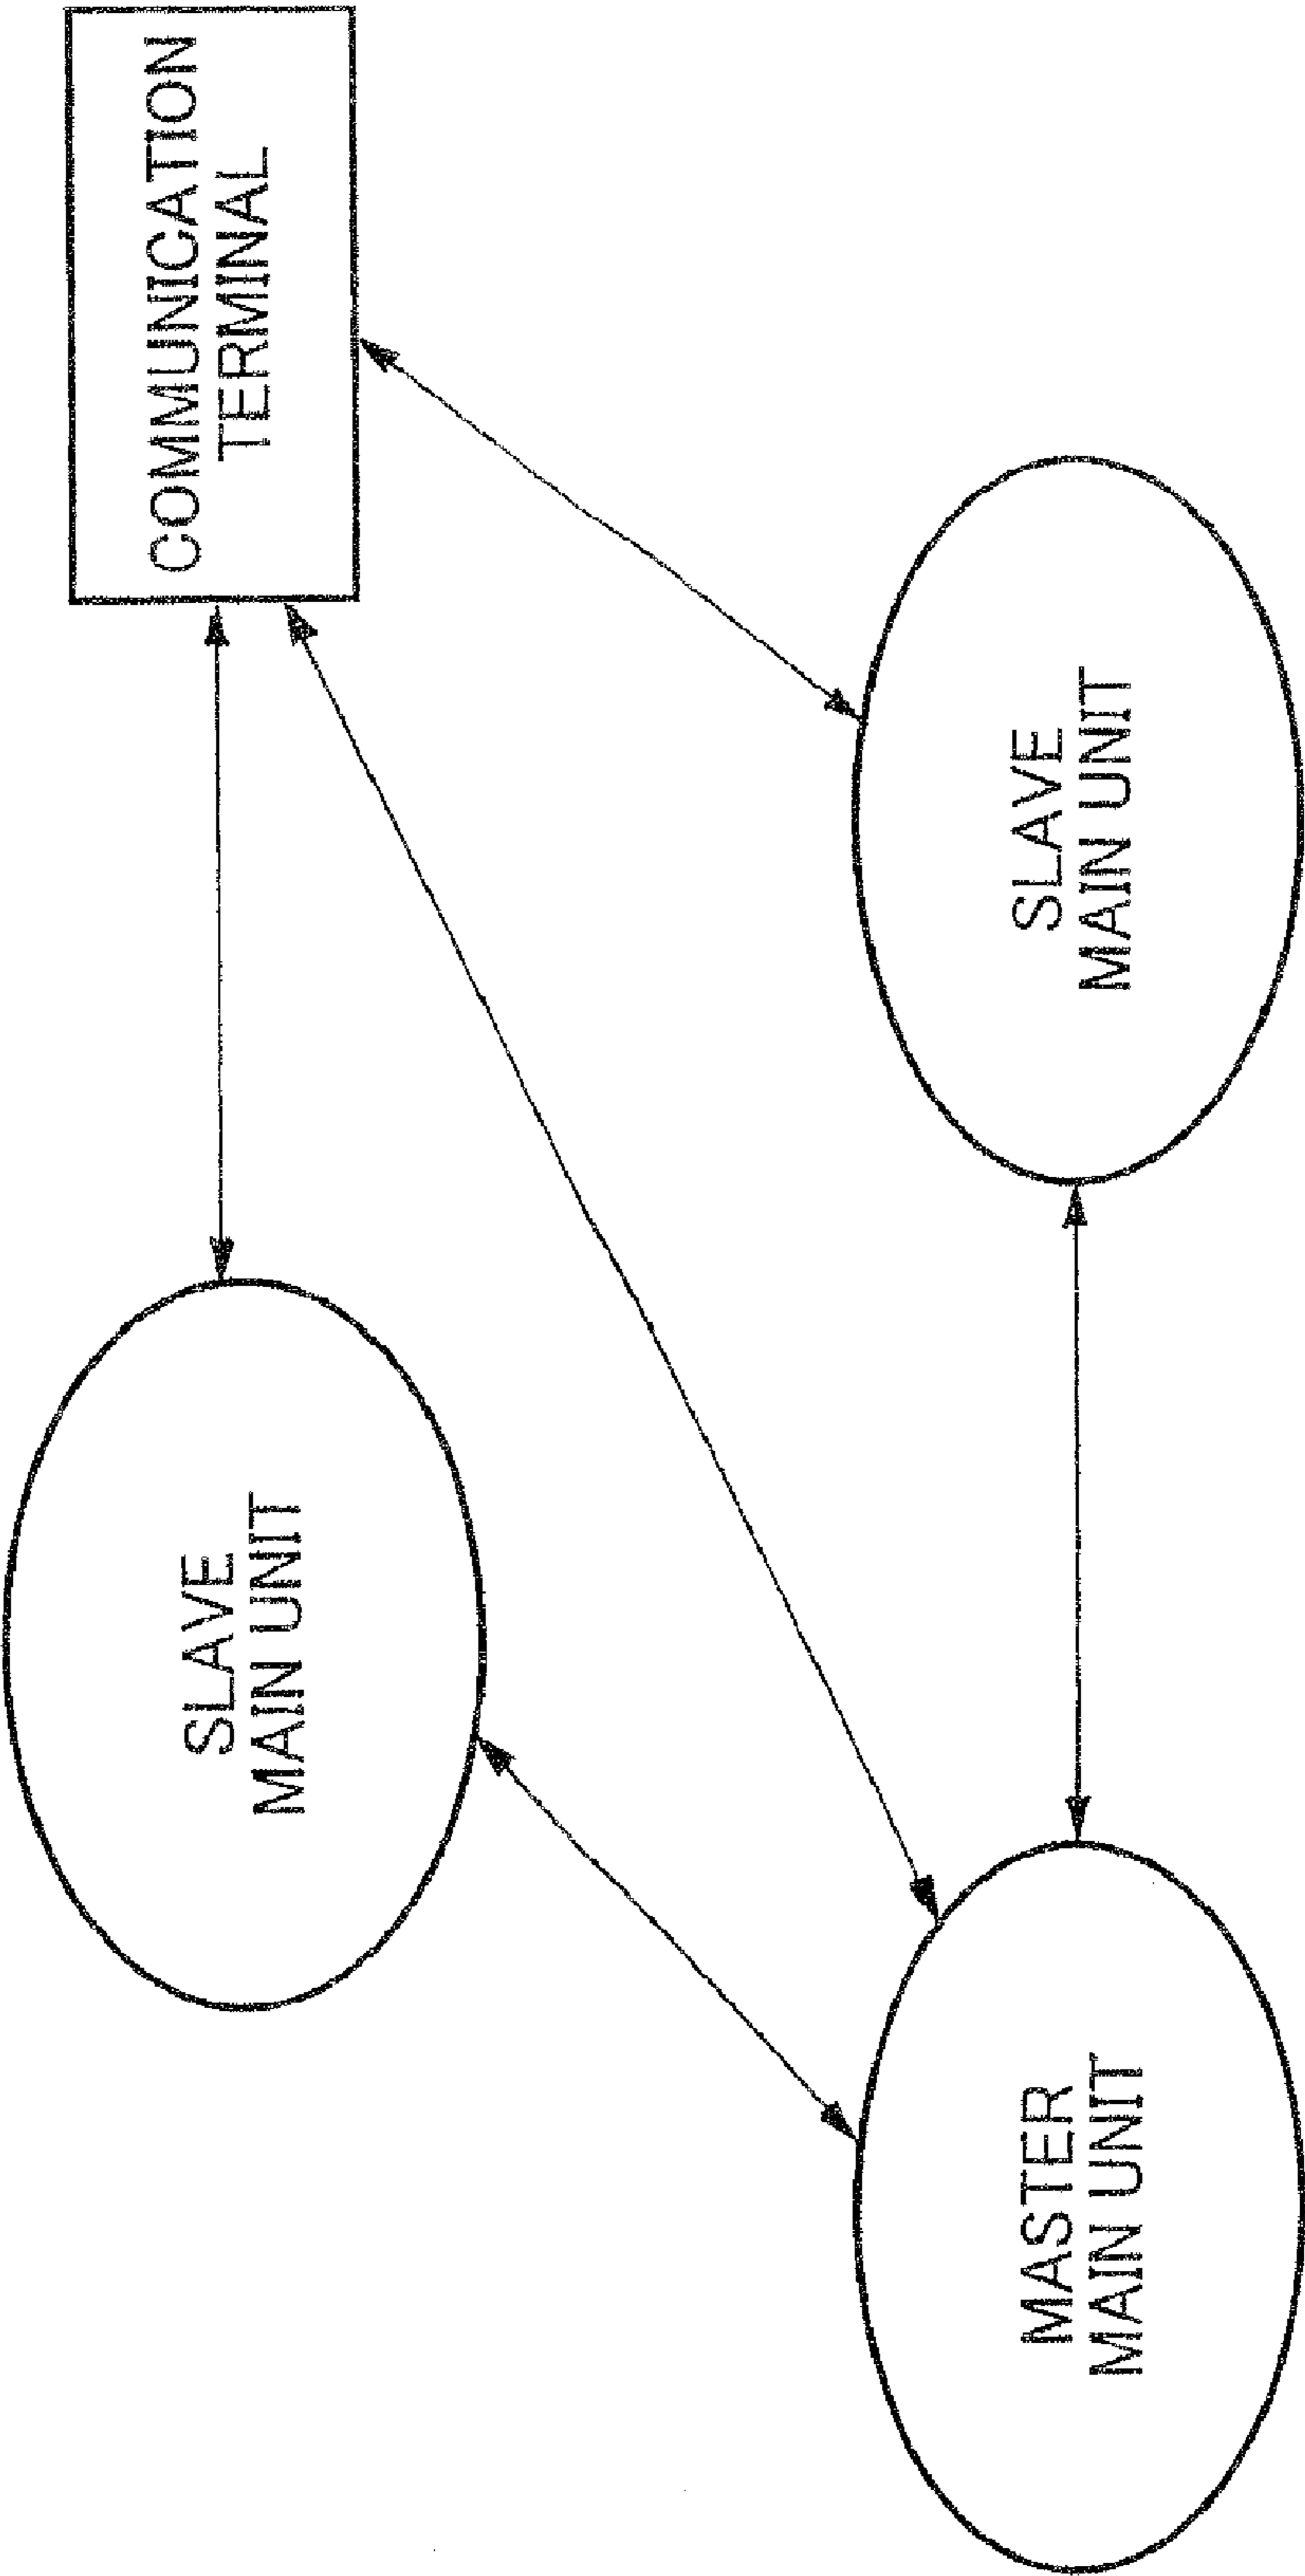 SLAVE
MAIN UNIT
COMMUNICATION
TERMINAL
MASTER
MAIN UNIT
SLAVE
MAIN UNIT